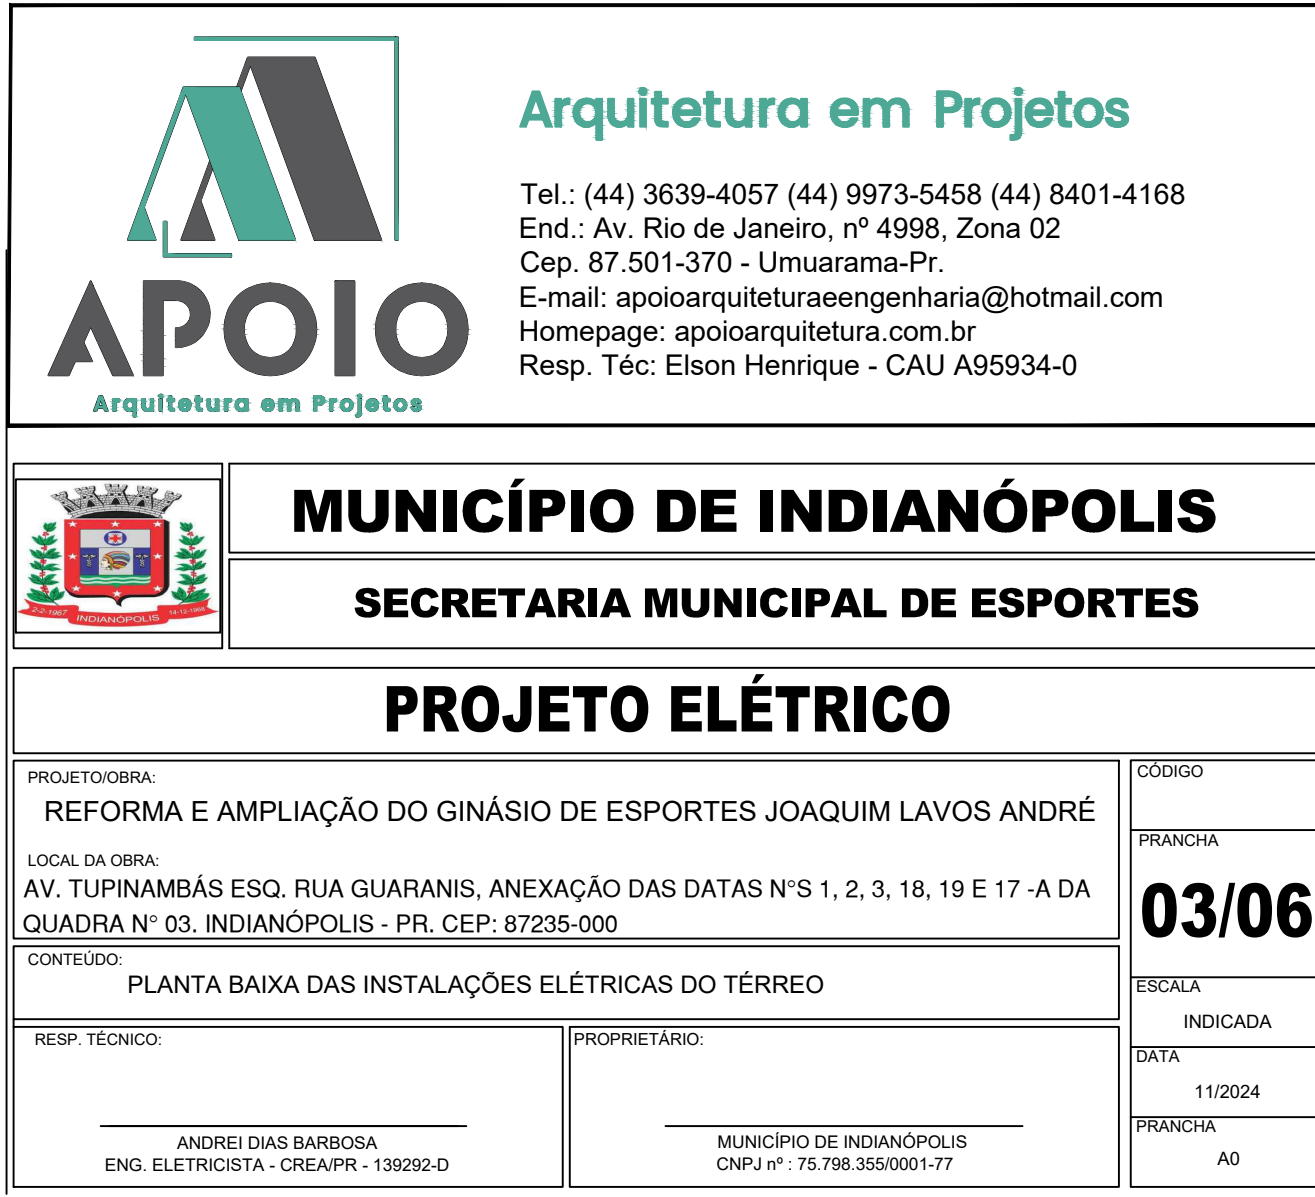 APOIO
Arquitetura em Projetos
Arquitetura em Projetos
Tel.: (44) 3639-4057 (44) 9973-5458 (44) 8401-4168
End.: Av. Rio de Janeiro, nº 4998, Zona 02
Cep. 87.501-370 - Umuarama-Pr.
E-mail: apoioarquiteturaeengenharia@hotmail.com
Homepage: apoioarquitetura.com.br
Resp. Téc: Elson Henrique - CAU A95934-0
2-2-1967
INDIANÓPOLIS
14-12-1968
MUNICÍPIO DE INDIANÓPOLIS
SECRETARIA MUNICIPAL DE ESPORTES
PROJETO ELÉTRICO
PROJETO/OBRA:
REFORMA E AMPLIAÇÃO DO GINÁSIO DE ESPORTES JOAQUIM LAVOS ANDRÉ
LOCAL DA OBRA:
AV. TUPINAMBÁS ESQ. RUA GUARANIS, ANEXAÇÃO DAS DATAS N°S 1, 2, 3, 18, 19 E 17 -A DA
QUADRA N° 03. INDIANÓPOLIS - PR. CEP: 87235-000
CONTEÚDO:
PLANTA BAIXA DAS INSTALAÇÕES ELÉTRICAS DO TÉRREO
RESP. TÉCNICO:
ANDREI DIAS BARBOSA
ENG. ELETRICISTA - CREA/PR - 139292-D
PROPRIETÁRIO:
MUNICÍPIO DE INDIANÓPOLIS
CNPJ nº : 75.798.355/0001-77
CÓDIGO
PRANCHA
03/06
ESCALA
INDICADA
DATA
11/2024
PRANCHA
A0